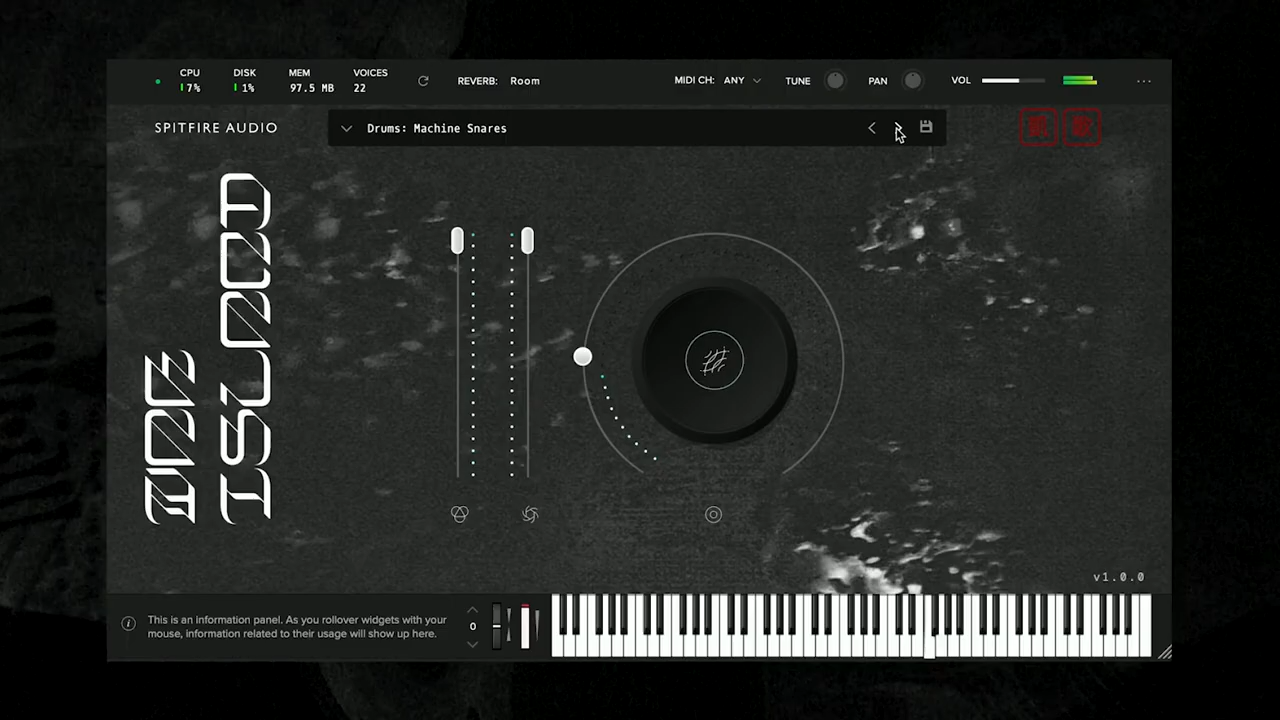 CPU DISK MEM VOICES
7% 1% 97.5 MB 22
REVERB: Room
MIDI CH: ANY
TUNE
PAN
VOL
...
SPITFIRE AUDIO
Drums: Machine Snares
ISLAND
v1.0.0
This is an information panel. As you rollover widgets with your
mouse, information related to their usage will show up here.
0